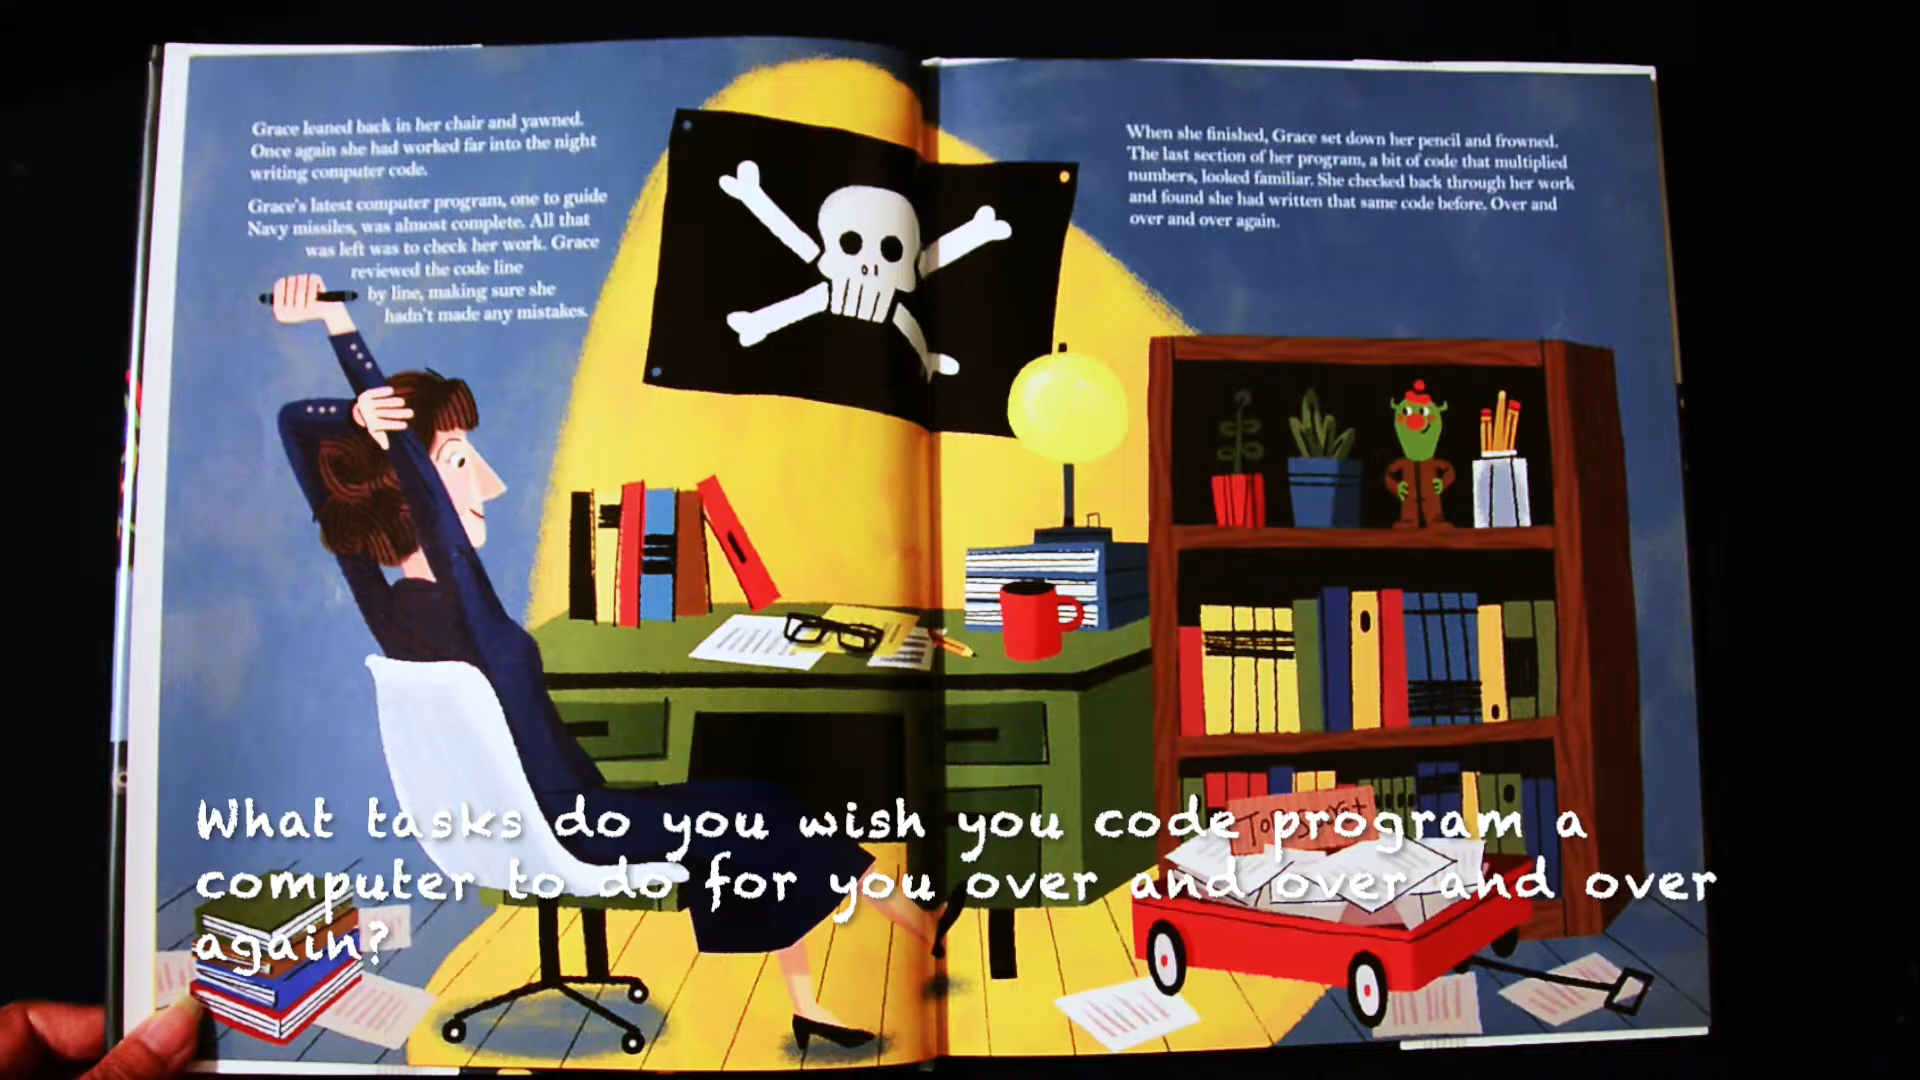 Grace leaned back in her chair and yawned.
Once again she had worked far into the night
writing computer code.
Grace's latest computer program, one to guide
Navy missiles, was almost complete. All that
was left was to check her work. Grace
reviewed the code line
by line, making sure she
hadn't made any mistakes.
When she finished, Grace set down her pencil and frowned.
The last section of her program, a bit of code that multiplied
numbers, looked familiar. She checked back through her work
and found she had written that same code before. Over and
over and over again.
Top Secret
What tasks do you wish you code program a
computer to do for you over and over and over
again?